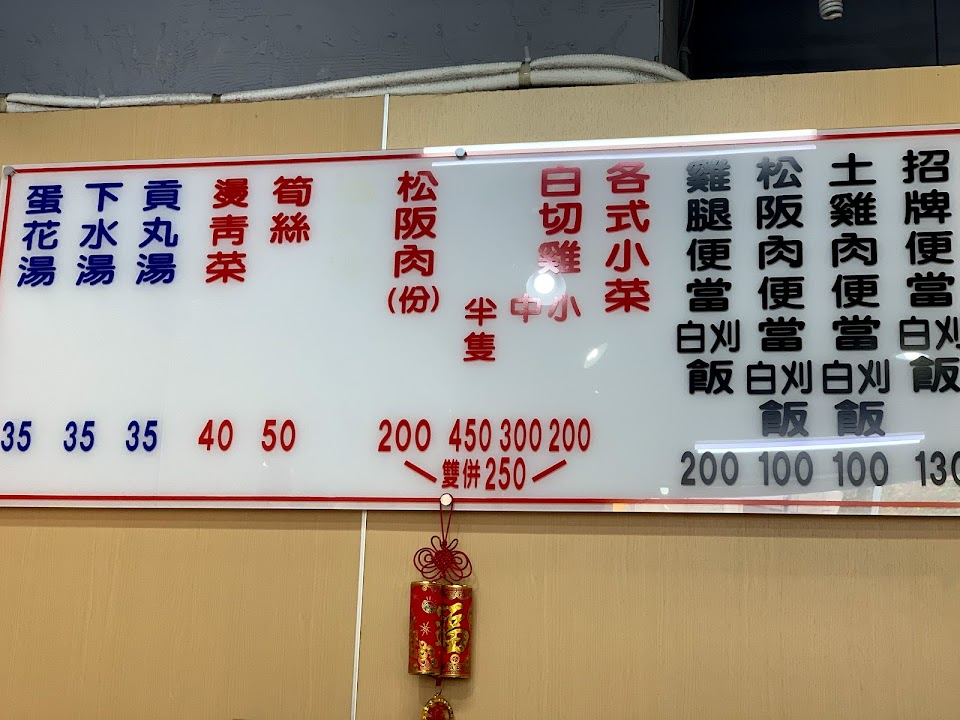 招牌便當白刈飯 130
土雞肉便當白刈飯 100
松阪肉便當白刈飯 100
雞腿便當白刈飯 200
各式小菜
白切雞
小 200
中 300
半隻 450
松阪肉(份) 200
雙併250
筍絲 50
燙青菜 40
貢丸湯 35
下水湯 35
蛋花湯 35